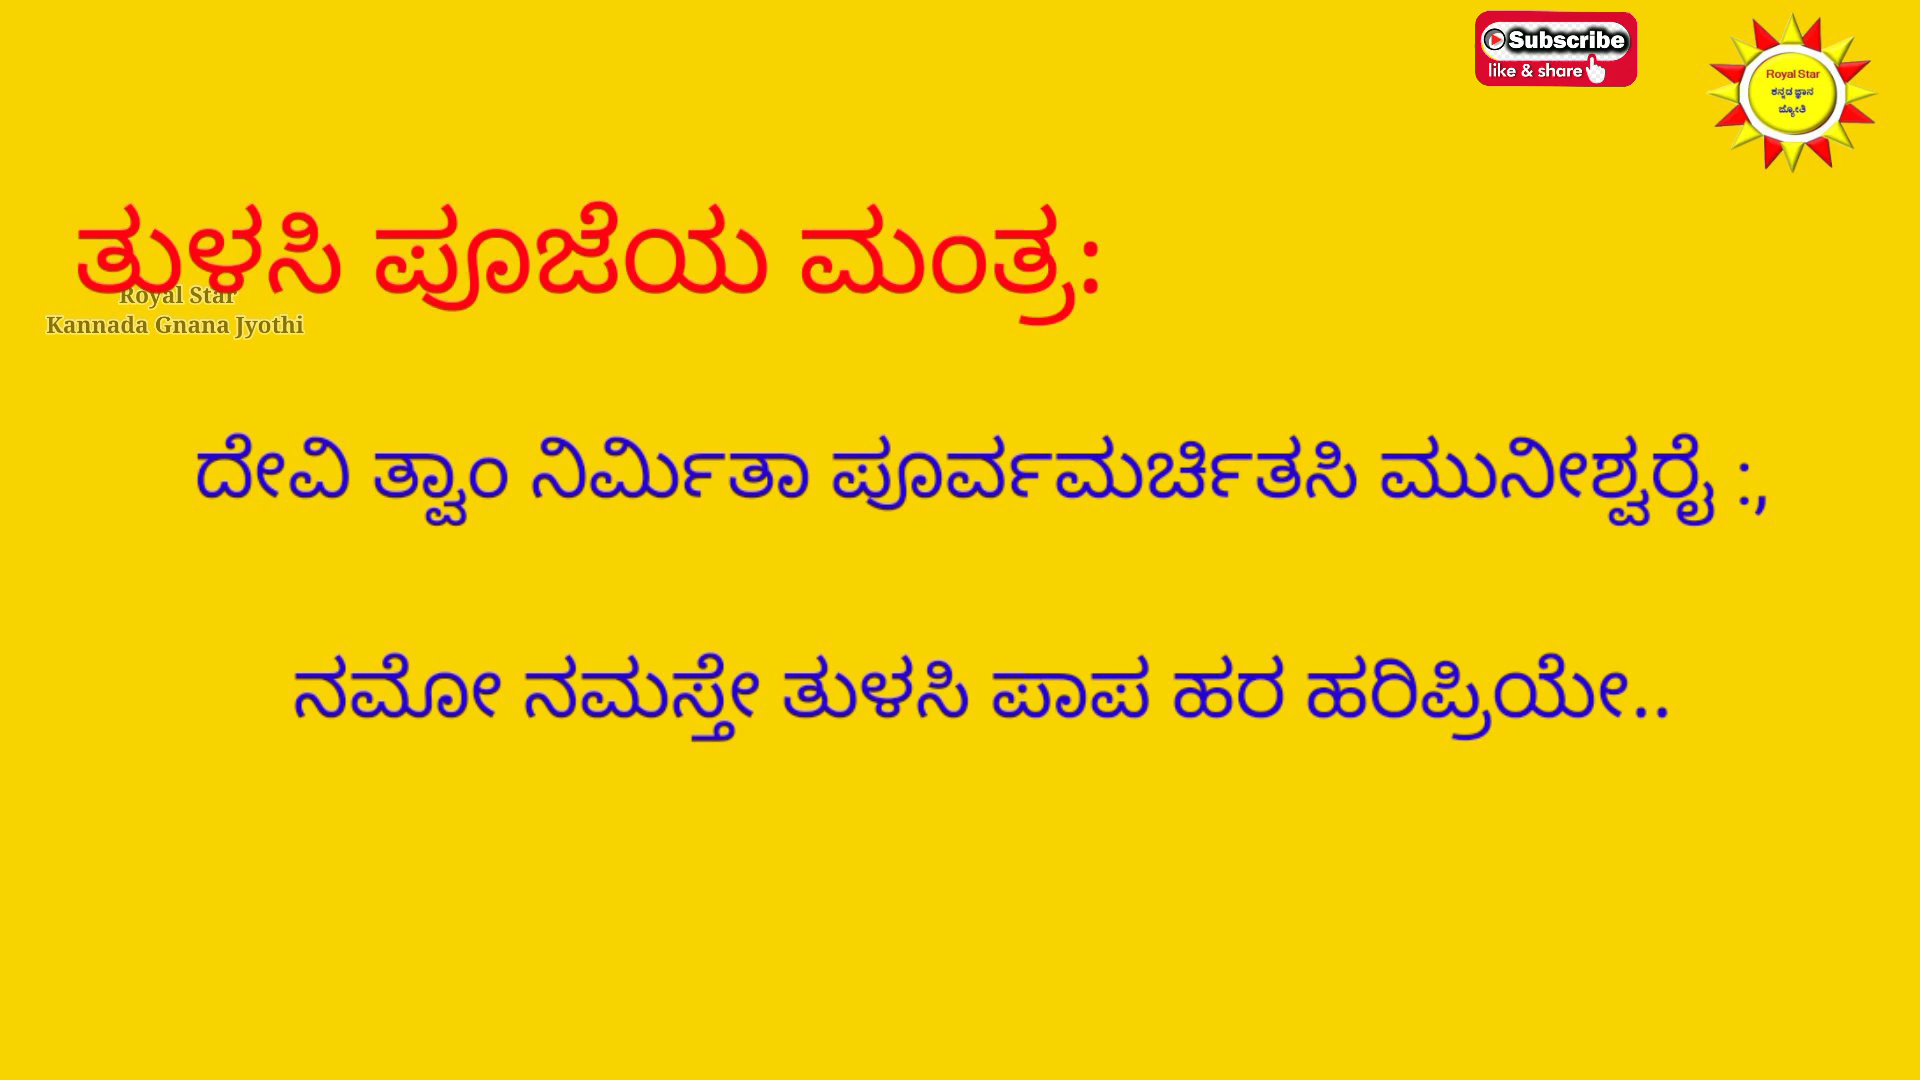 Subscribe
like & share
Royal Star
ಕನ್ನಡ ಜ್ಞಾನ
ಜ್ಯೋತಿ
ತುಳಸಿ ಪೂಜೆಯ ಮಂತ್ರ:
Royal Star
Kannada Gnana Jyothi
ದೇವಿ ತ್ವಾಂ ನಿರ್ಮಿತಾ ಪೂರ್ವಮರ್ಚಿತಸಿ ಮುನೀಶ್ವರೈ :,
ನಮೋ ನಮಸ್ತೇ ತುಳಸಿ ಪಾಪ ಹರ ಹರಿಪ್ರಿಯೇ..